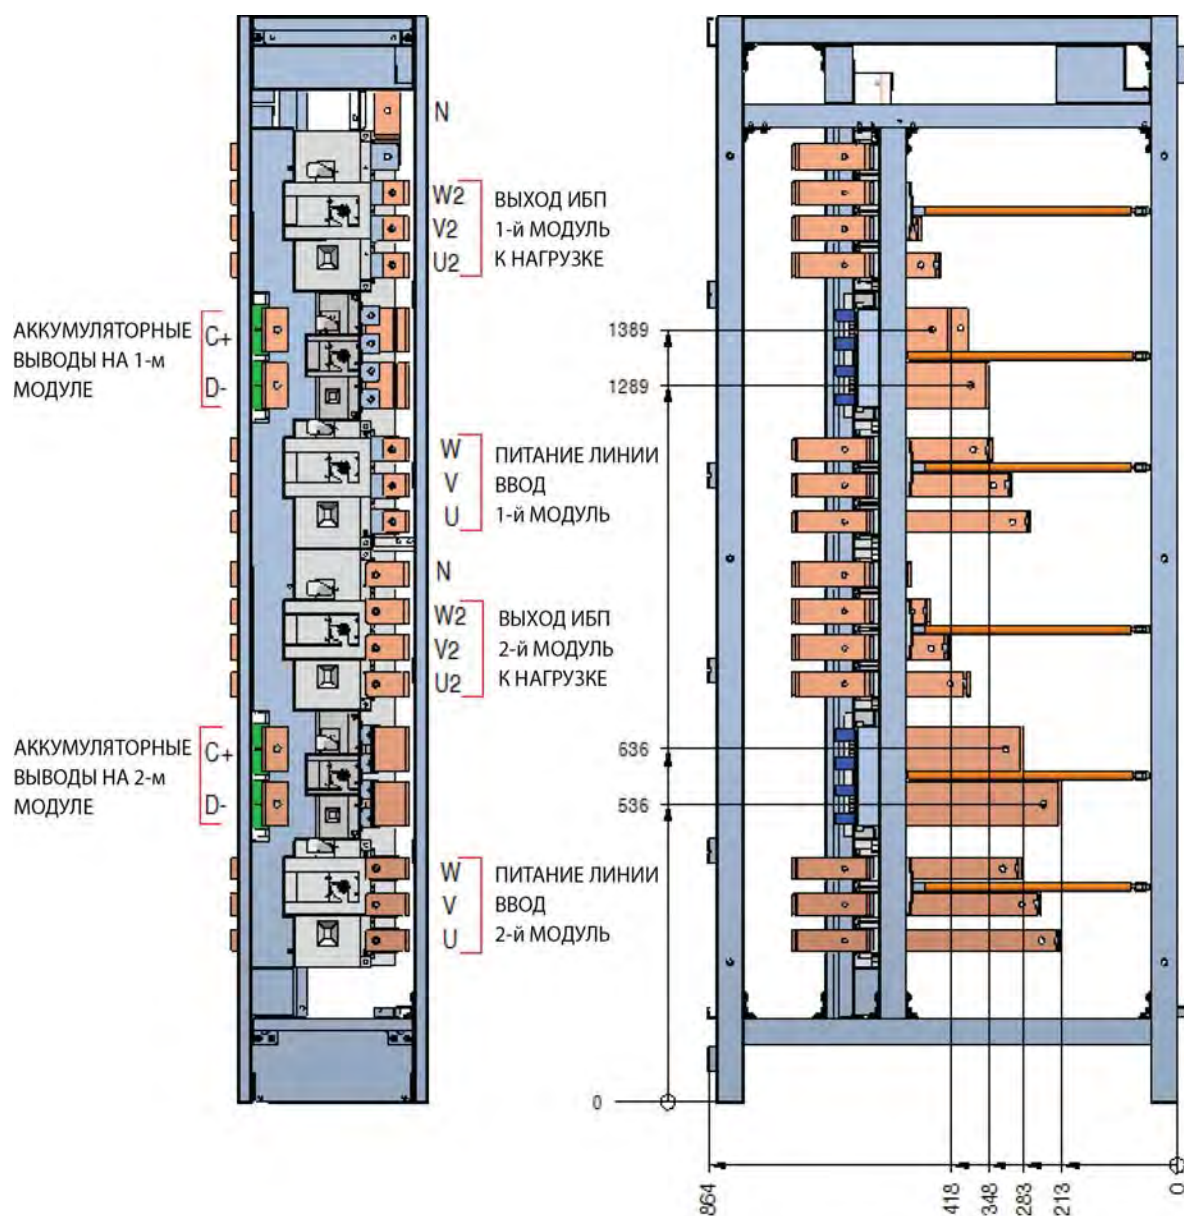 N
W2
V2
U2
ВЫХОД ИБП
1-й МОДУЛЬ
К НАГРУЗКЕ
АККУМУЛЯТОРНЫЕ
ВЫВОДЫ НА 1-м
МОДУЛЕ
C+
D-
W
V
U
ПИТАНИЕ ЛИНИИ
ВВОД
1-й МОДУЛЬ
N
W2
V2
U2
ВЫХОД ИБП
2-й МОДУЛЬ
К НАГРУЗКЕ
АККУМУЛЯТОРНЫЕ
ВЫВОДЫ НА 2-м
МОДУЛЕ
C+
D-
W
V
U
ПИТАНИЕ ЛИНИИ
ВВОД
2-й МОДУЛЬ
1389
1289
636
536
0
864
418
348
283
213
0